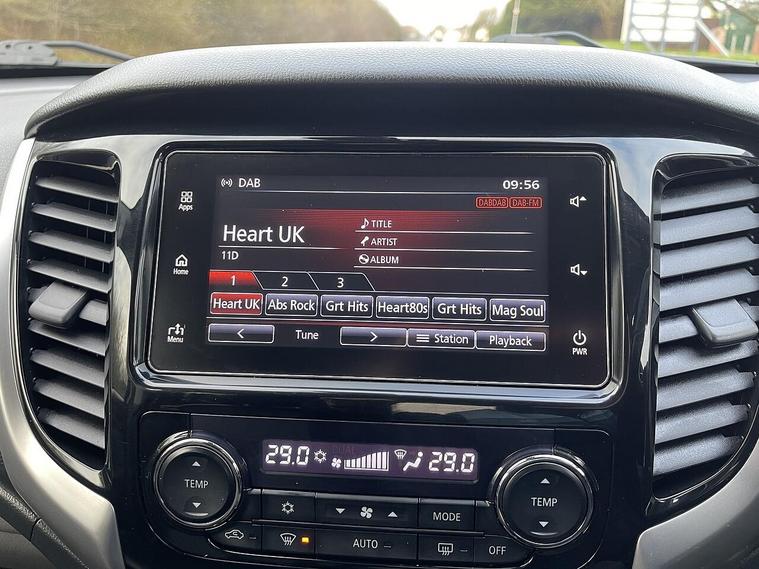 DAB 09:56
DABDAB DAB-FM
Apps
Heart UK
TITLE
ARTIST
11D
ALBUM
Home
1 2 3
Heart UK Abs Rock Grt Hits Heart80s Grt Hits Mag Soul
< Tune > Station Playback
Menu
PWR
29.0 DUAL 29.0
TEMP
TEMP
MODE
AUTO
OFF